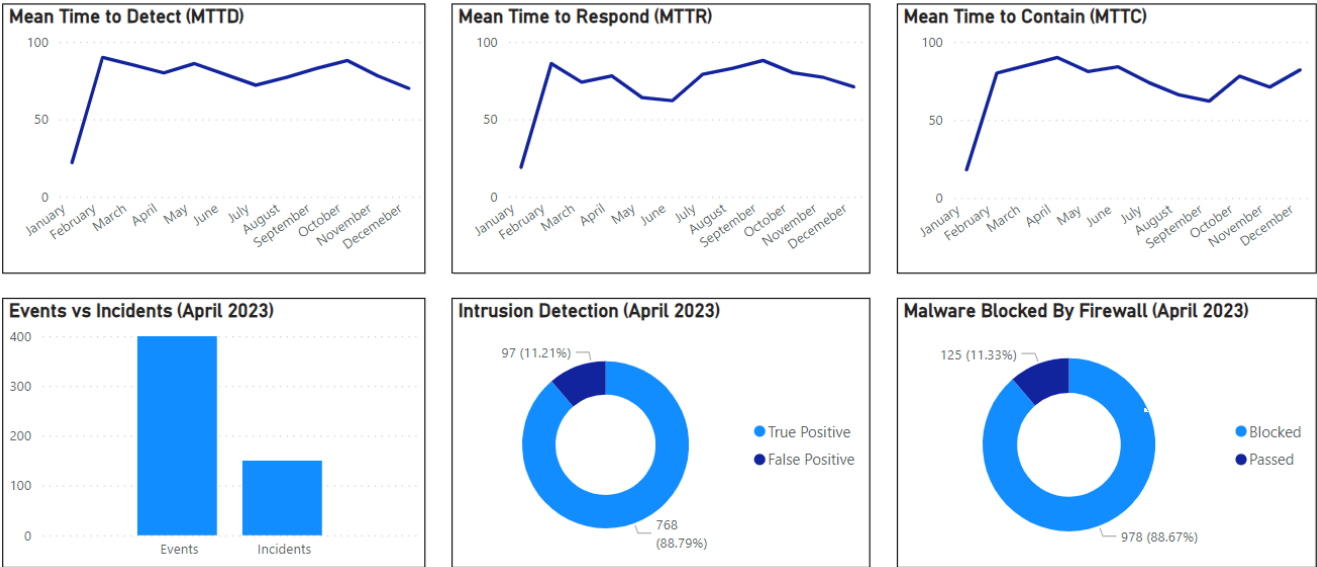 Mean Time to Detect (MTTD)
100
50
0
January
February
March
April
May
June
July
August
September
October
November
Decemeber
Mean Time to Respond (MTTR)
100
50
0
January
February
March
April
May
June
July
August
September
October
November
Decemeber
Mean Time to Contain (MTTC)
100
50
0
January
February
March
April
May
June
July
August
September
October
November
Decemeber
Events vs Incidents (April 2023)
400
300
200
100
0
Events
Incidents
Intrusion Detection (April 2023)
97 (11.21%)
True Positive
False Positive
768
(88.79%)
Malware Blocked By Firewall (April 2023)
125 (11.33%)
Blocked
Passed
978 (88.67%)